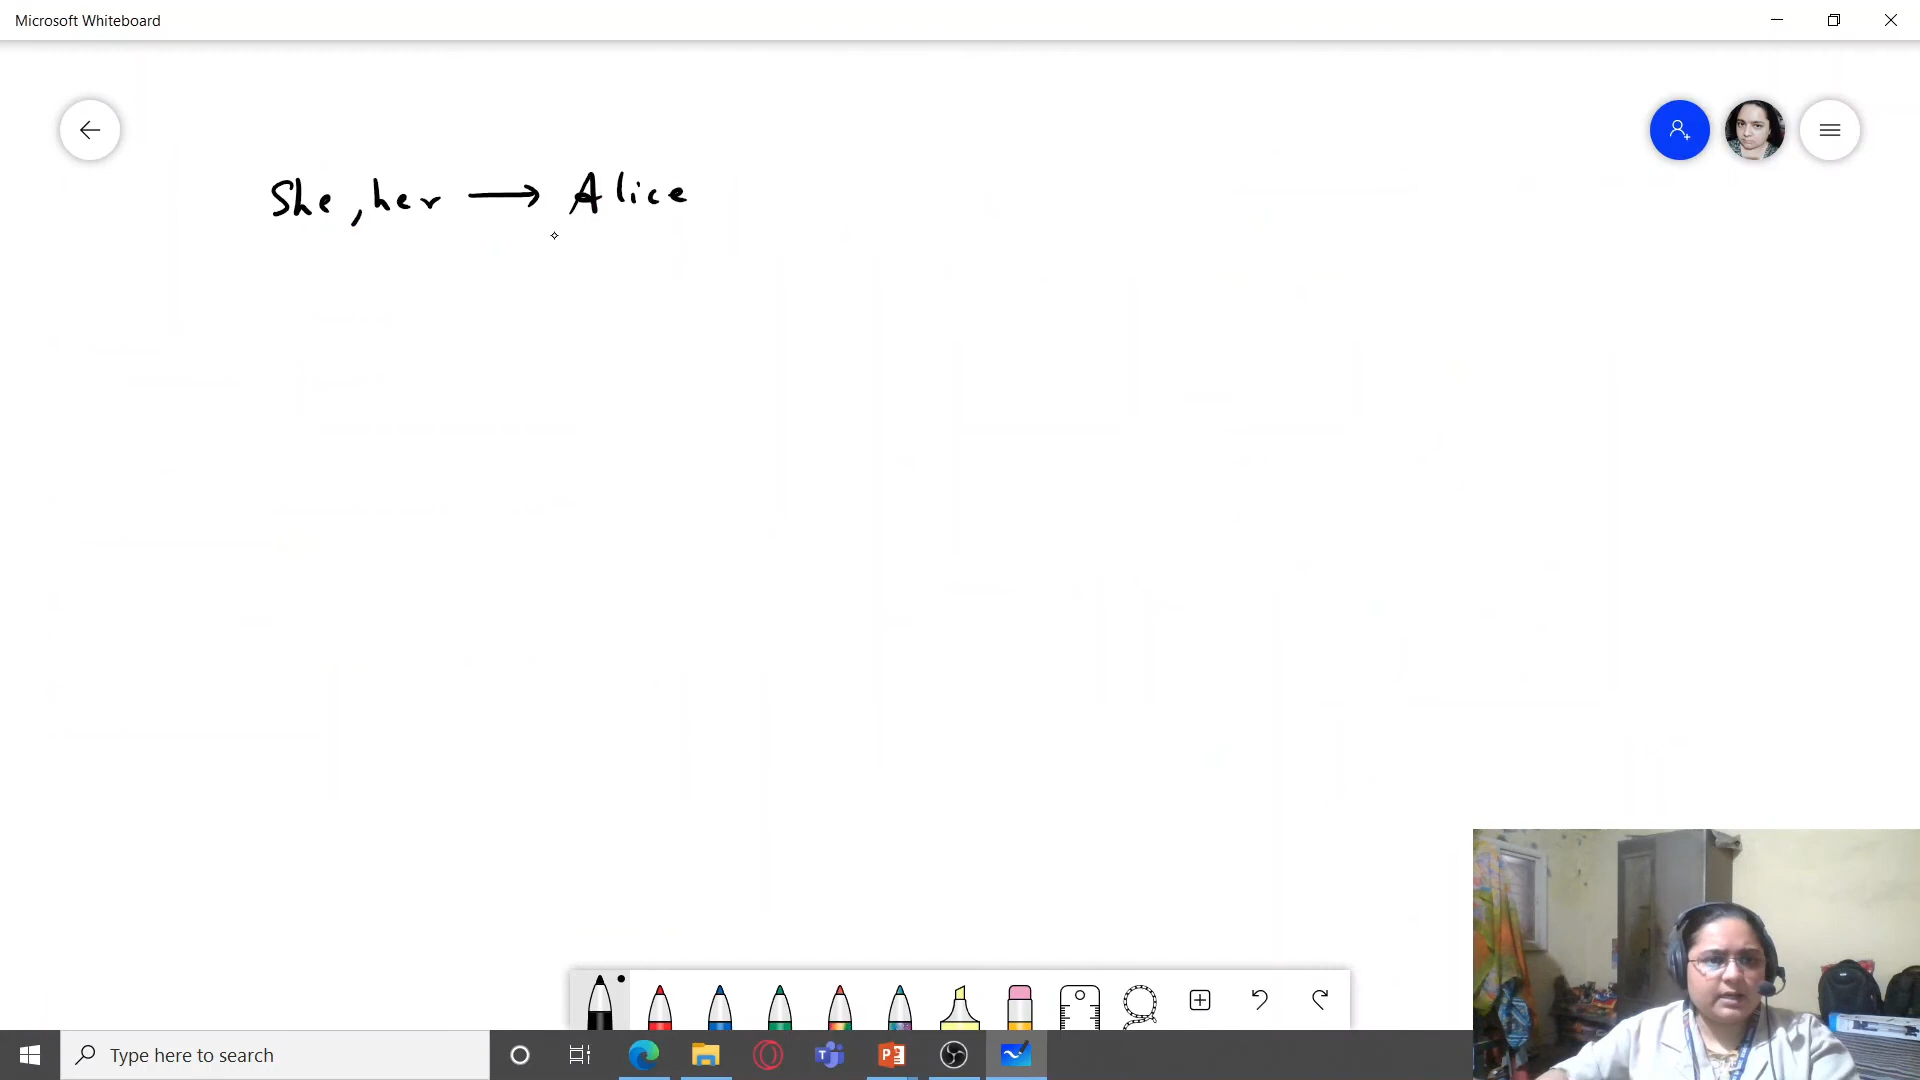 Microsoft Whiteboard
She, her → Alice
Type here to search